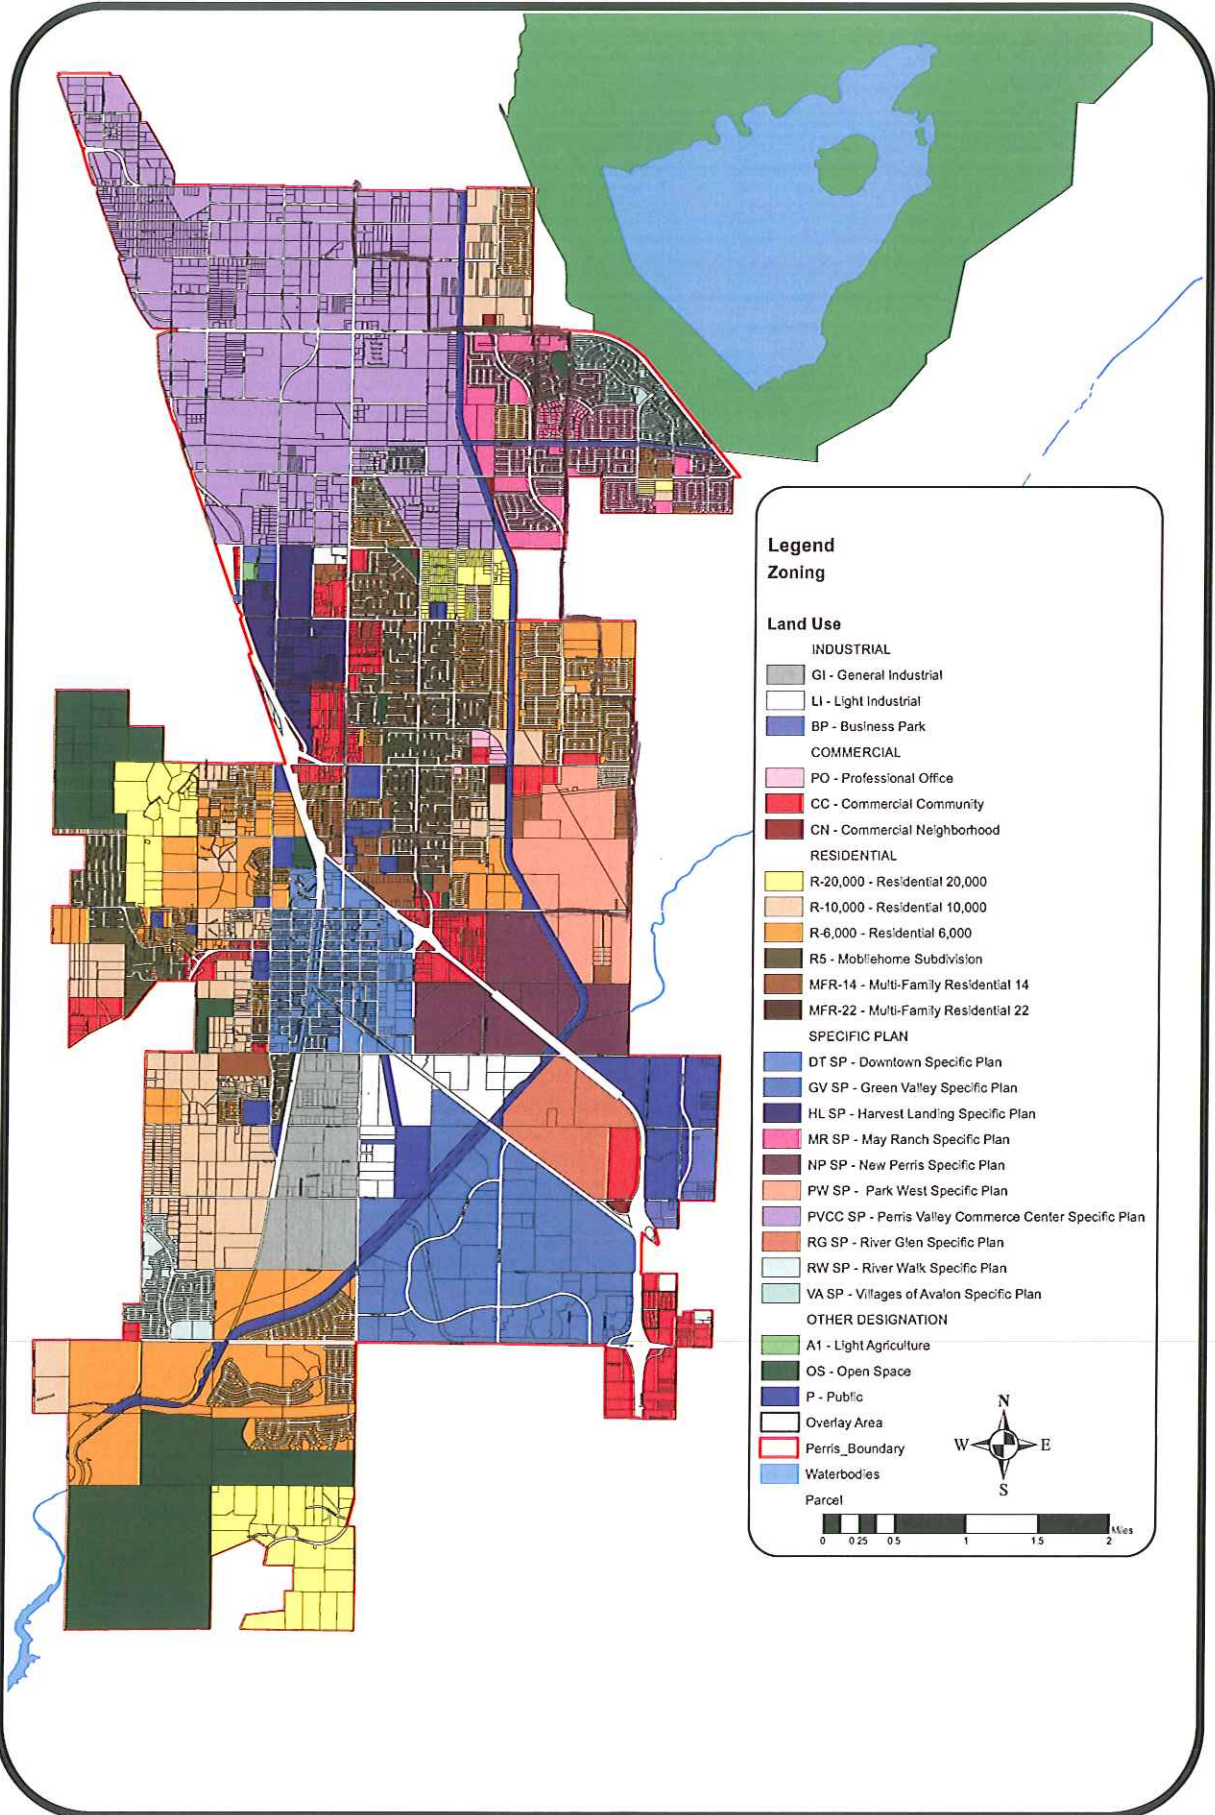 Legend
Zoning
Land Use
INDUSTRIAL
GI - General Industrial
LI - Light Industrial
BP - Business Park
COMMERCIAL
PO - Professional Office
CC - Commercial Community
CN - Commercial Neighborhood
RESIDENTIAL
R-20,000 - Residential 20,000
R-10,000 - Residential 10,000
R-6,000 - Residential 6,000
R5 - Mobliehome Subdivision
MFR-14 - Multi-Family Residential 14
MFR-22 - Multi-Family Residential 22
SPECIFIC PLAN
DT SP - Downtown Specific Plan
GV SP - Green Valley Specific Plan
HL SP - Harvest Landing Specific Plan
MR SP - May Ranch Specific Plan
NP SP - New Perris Specific Plan
PW SP - Park West Specific Plan
PVCC SP - Perris Valley Commerce Center Specific Plan
RG SP - River Glen Specific Plan
RW SP - River Walk Specific Plan
VA SP - Villages of Avalon Specific Plan
OTHER DESIGNATION
A1 - Light Agriculture
OS - Open Space
P - Public
Overlay Area
Perris_Boundary
Waterbodies
Parcel
N
W E
S
Miles
0 0.25 0.5 1 1.5 2